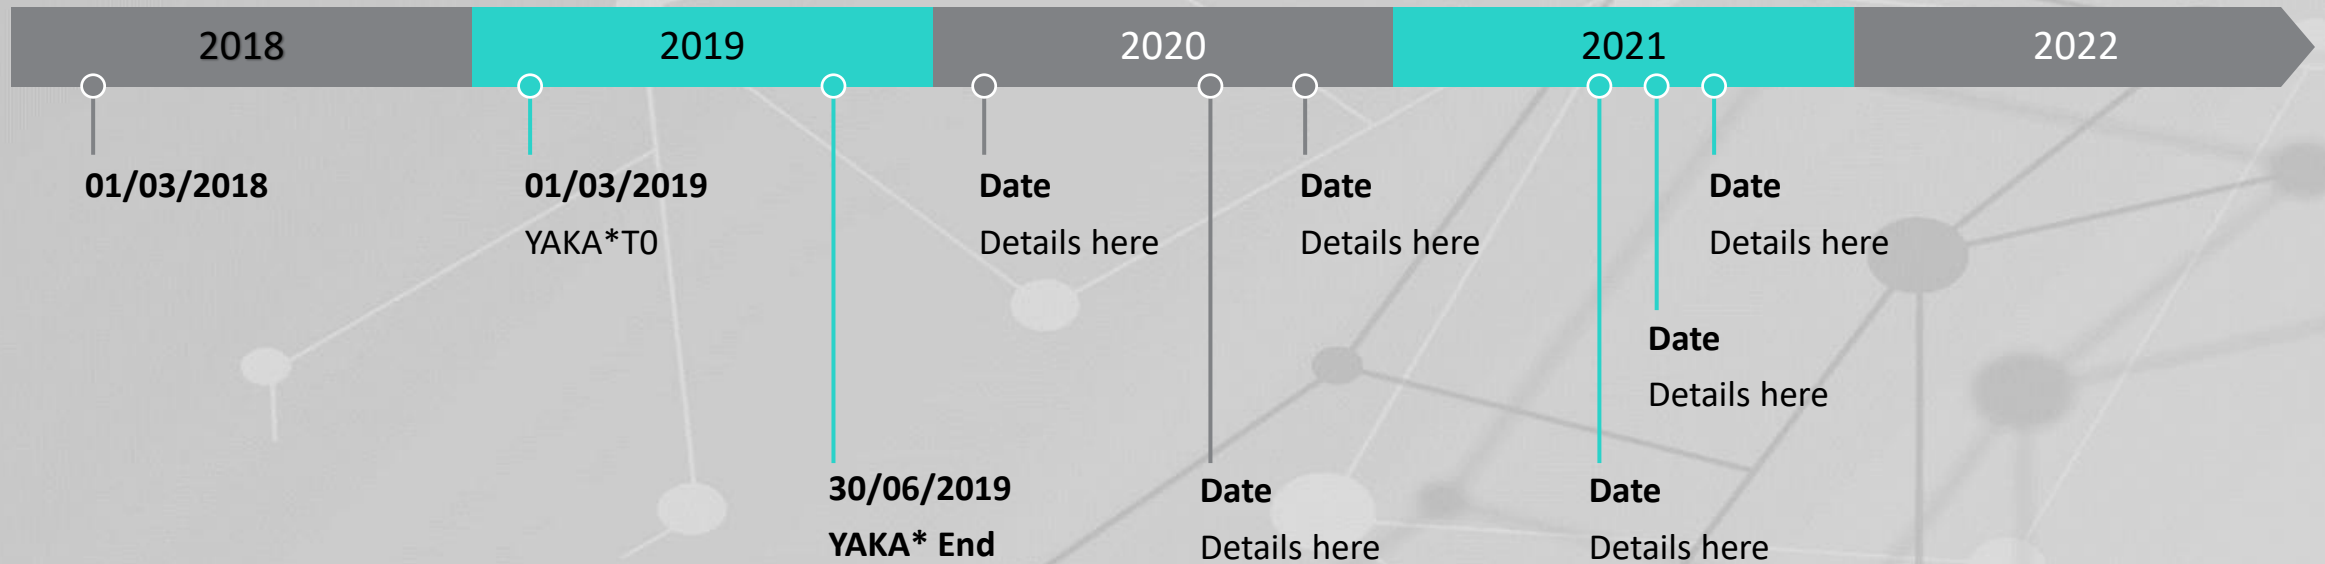 2018 2019 2020 2021 2022
01/03/2018
01/03/2019
YAKA*T0
30/06/2019
YAKA* End
Date
Details here
Date
Details here
Date
Details here
Date
Details here
Date
Details here
Date
Details here